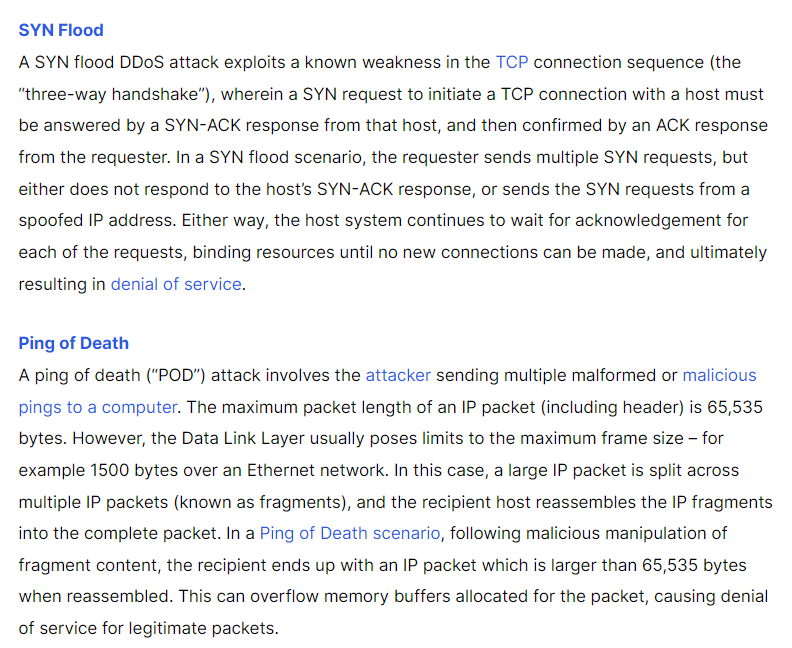 SYN Flood
A SYN flood DDoS attack exploits a known weakness in the TCP connection sequence (the
“three-way handshake”), wherein a SYN request to initiate a TCP connection with a host must
be answered by a SYN-ACK response from that host, and then confirmed by an ACK response
from the requester. In a SYN flood scenario, the requester sends multiple SYN requests, but
either does not respond to the host’s SYN-ACK response, or sends the SYN requests from a
spoofed IP address. Either way, the host system continues to wait for acknowledgement for
each of the requests, binding resources until no new connections can be made, and ultimately
resulting in denial of service.
Ping of Death
A ping of death (“POD”) attack involves the attacker sending multiple malformed or malicious
pings to a computer. The maximum packet length of an IP packet (including header) is 65,535
bytes. However, the Data Link Layer usually poses limits to the maximum frame size – for
example 1500 bytes over an Ethernet network. In this case, a large IP packet is split across
multiple IP packets (known as fragments), and the recipient host reassembles the IP fragments
into the complete packet. In a Ping of Death scenario, following malicious manipulation of
fragment content, the recipient ends up with an IP packet which is larger than 65,535 bytes
when reassembled. This can overflow memory buffers allocated for the packet, causing denial
of service for legitimate packets.